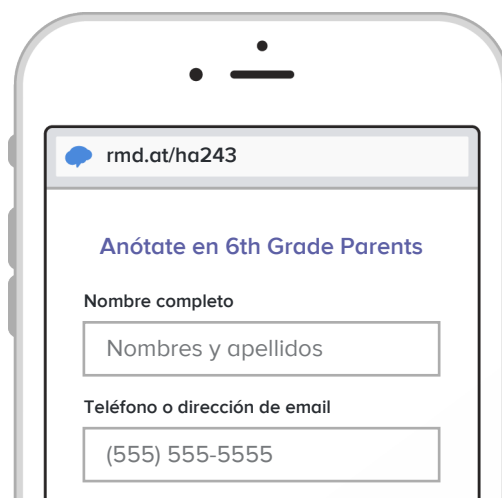 rmd.at/ha243
Anótate en 6th Grade Parents
Nombre completo
Nombres y apellidos
Teléfono o dirección de email
(555) 555-5555